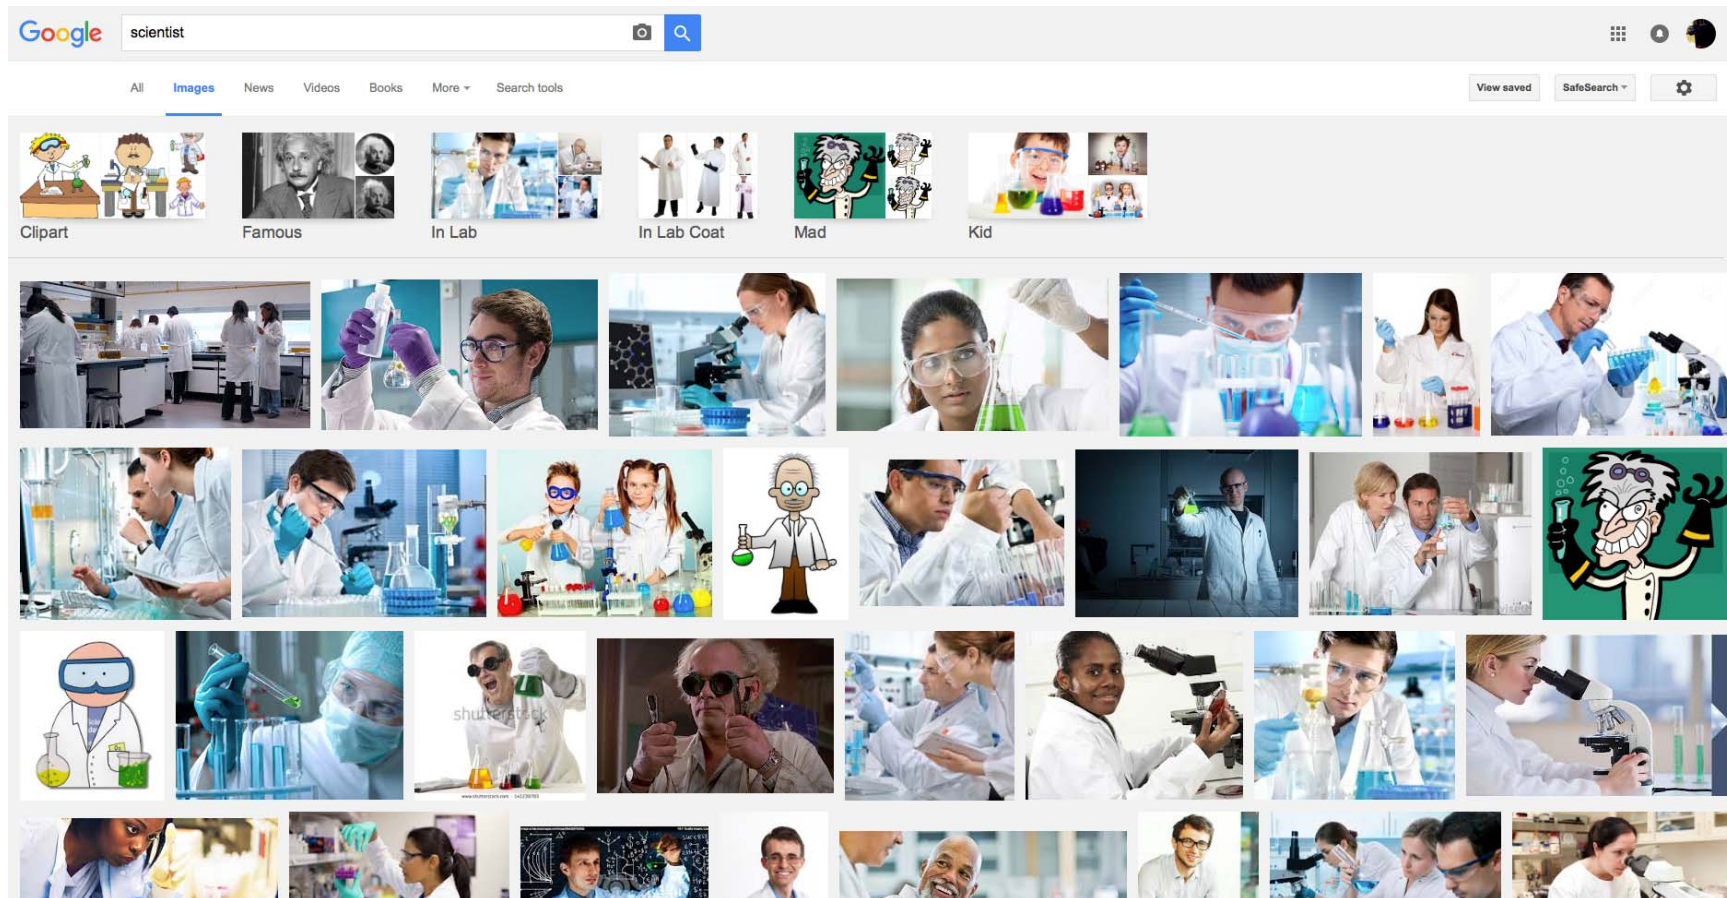 Google scientist
All Images News Videos Books More Search tools View saved SafeSearch
Clipart Famous In Lab In Lab Coat Mad Kid
shutterstock